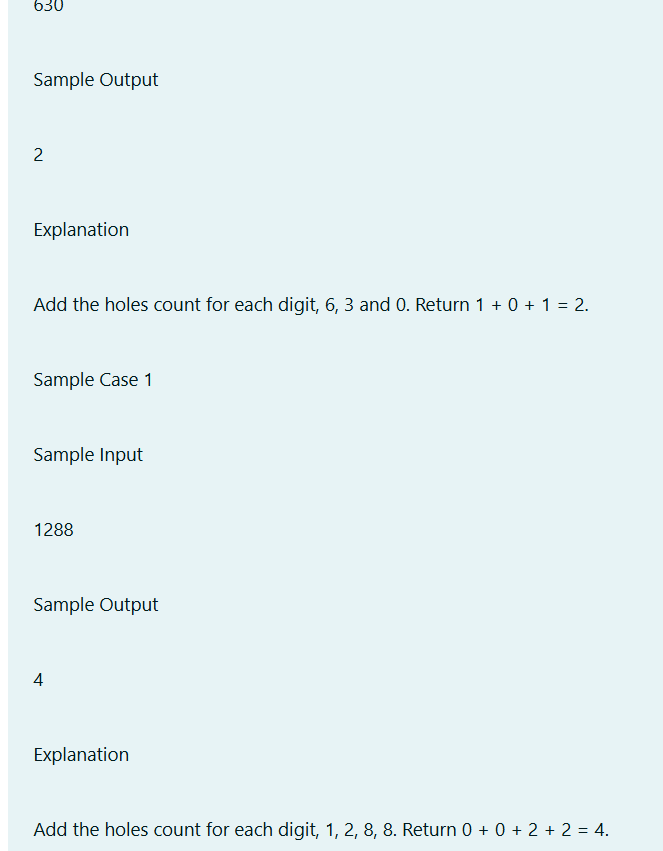 630
Sample Output
2
Explanation
Add the holes count for each digit, 6, 3 and 0. Return 1 + 0 + 1 = 2.
Sample Case 1
Sample Input
1288
Sample Output
4
Explanation
Add the holes count for each digit, 1, 2, 8, 8. Return 0 + 0 + 2 + 2 = 4.